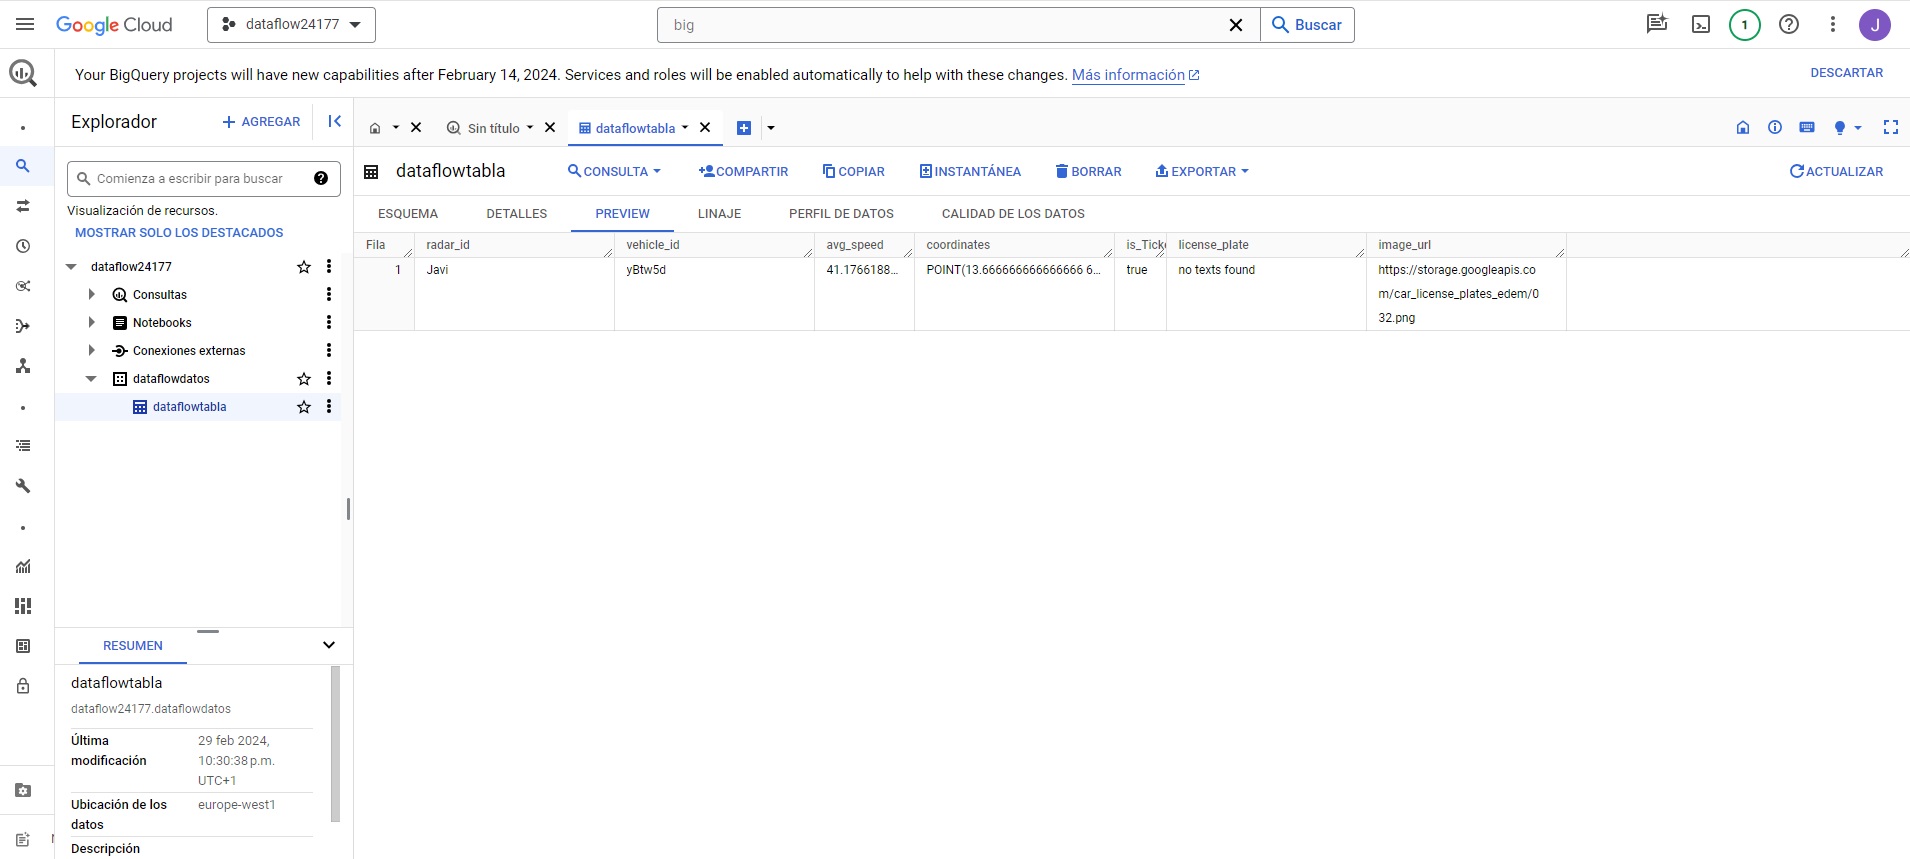 Google Cloud
dataflow24177
big
Buscar
1
J
Your BigQuery projects will have new capabilities after February 14, 2024. Services and roles will be enabled automatically to help with these changes. Más información
DESCARTAR
Explorador
AGREGAR
Sin título
dataflowtabla
Comienza a escribir para buscar
Visualización de recursos.
MOSTRAR SOLO LOS DESTACADOS
dataflow24177
Consultas
Notebooks
Conexiones externas
dataflowdatos
dataflowtabla
dataflowtabla
CONSULTA
COMPARTIR
COPIAR
INSTANTÁNEA
BORRAR
EXPORTAR
ACTUALIZAR
ESQUEMA
DETALLES
PREVIEW
LINAJE
PERFIL DE DATOS
CALIDAD DE LOS DATOS
Fila radar_id vehicle_id avg_speed coordinates is_Ticke license_plate image_url
1 Javi yBtw5d 41.1766188... POINT(13.666666666666666 6... true no texts found https://storage.googleapis.co
m/car_license_plates_edem/0
32.png
RESUMEN
dataflowtabla
dataflow24177.dataflowdatos
Última modificación
29 feb 2024,
10:30:38 p.m.
UTC+1
Ubicación de los datos
europe-west1
Descripción